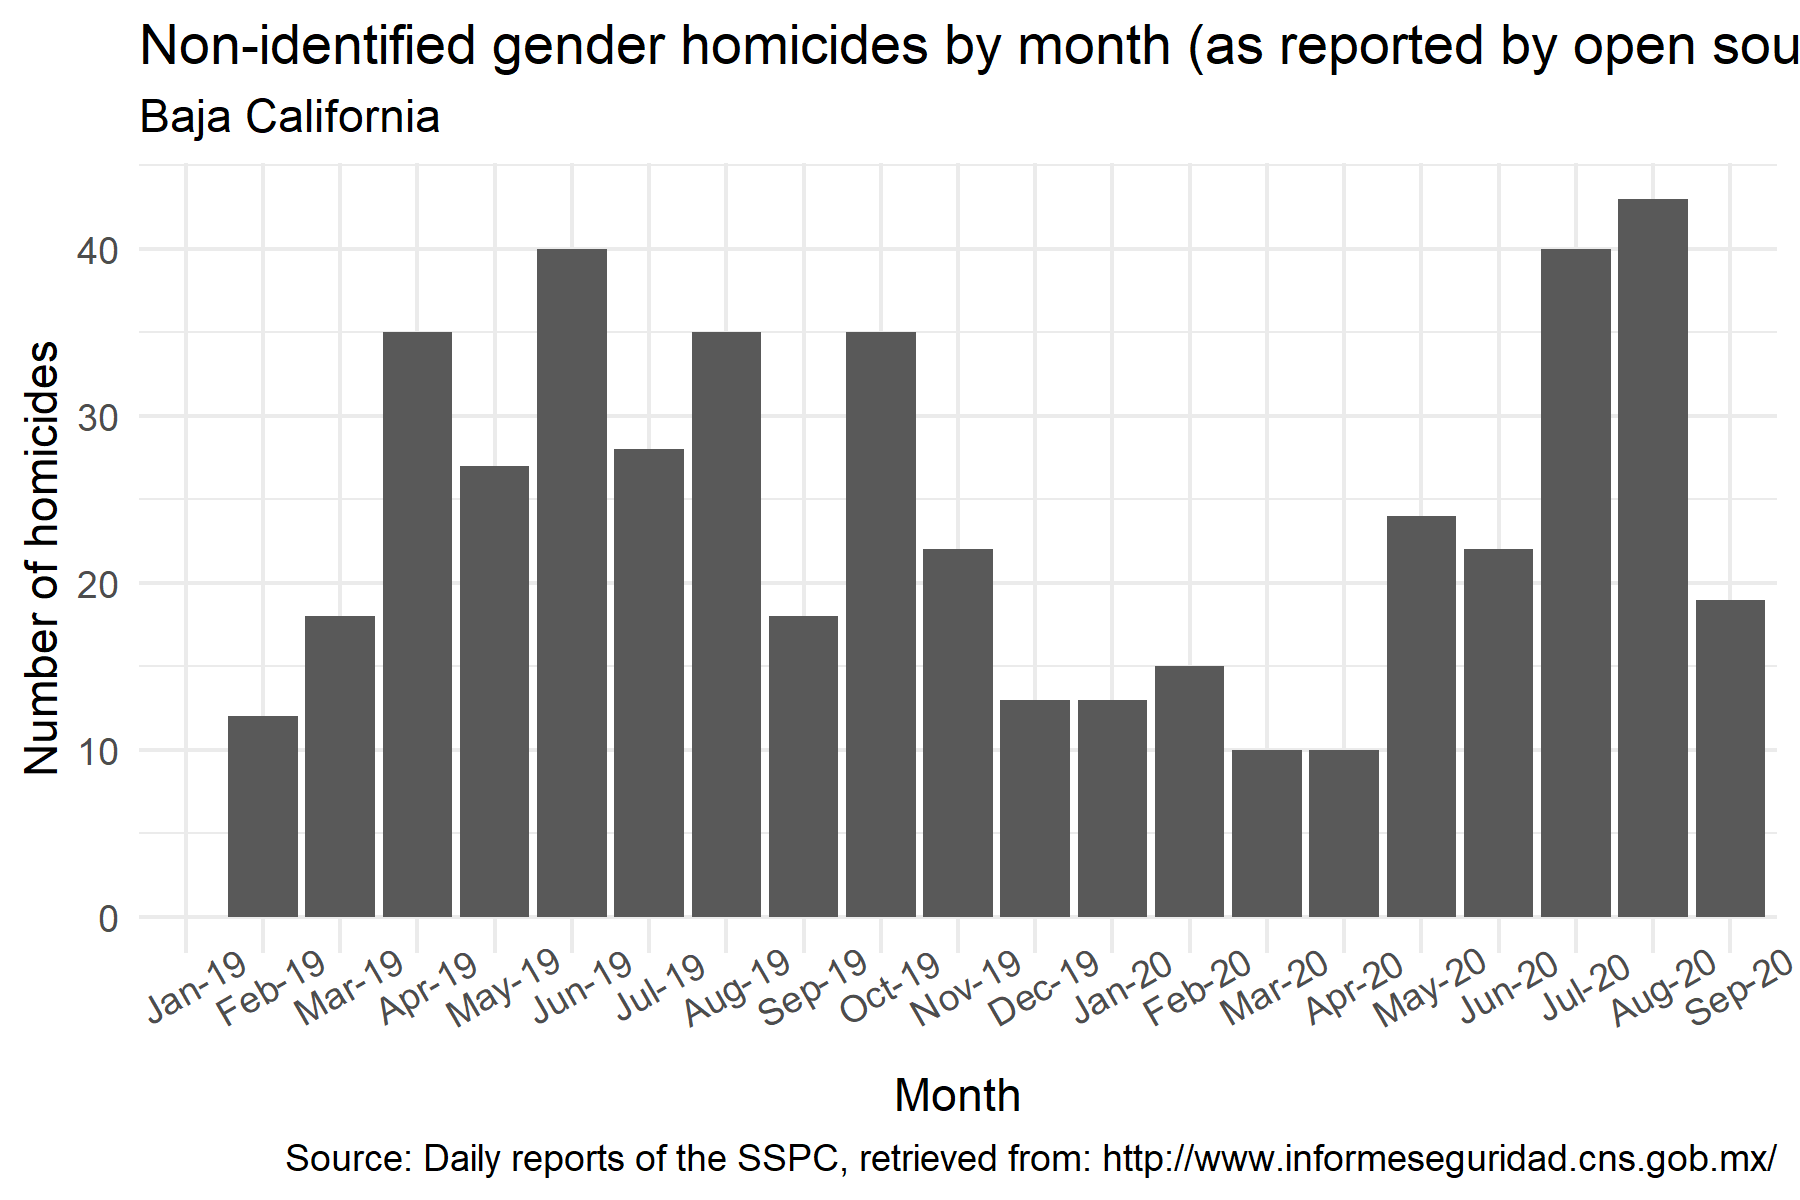 Non-identified gender homicides by month (as reported by open sou
Baja California
Number of homicides
40
30
20
10
0
Jan-19
Feb-19
Mar-19
Apr-19
May-19
Jun-19
Jul-19
Aug-19
Sep-19
Oct-19
Nov-19
Dec-19
Jan-20
Feb-20
Mar-20
Apr-20
May-20
Jun-20
Jul-20
Aug-20
Sep-20
Month
Source: Daily reports of the SSPC, retrieved from: http://www.informeseguridad.cns.gob.mx/